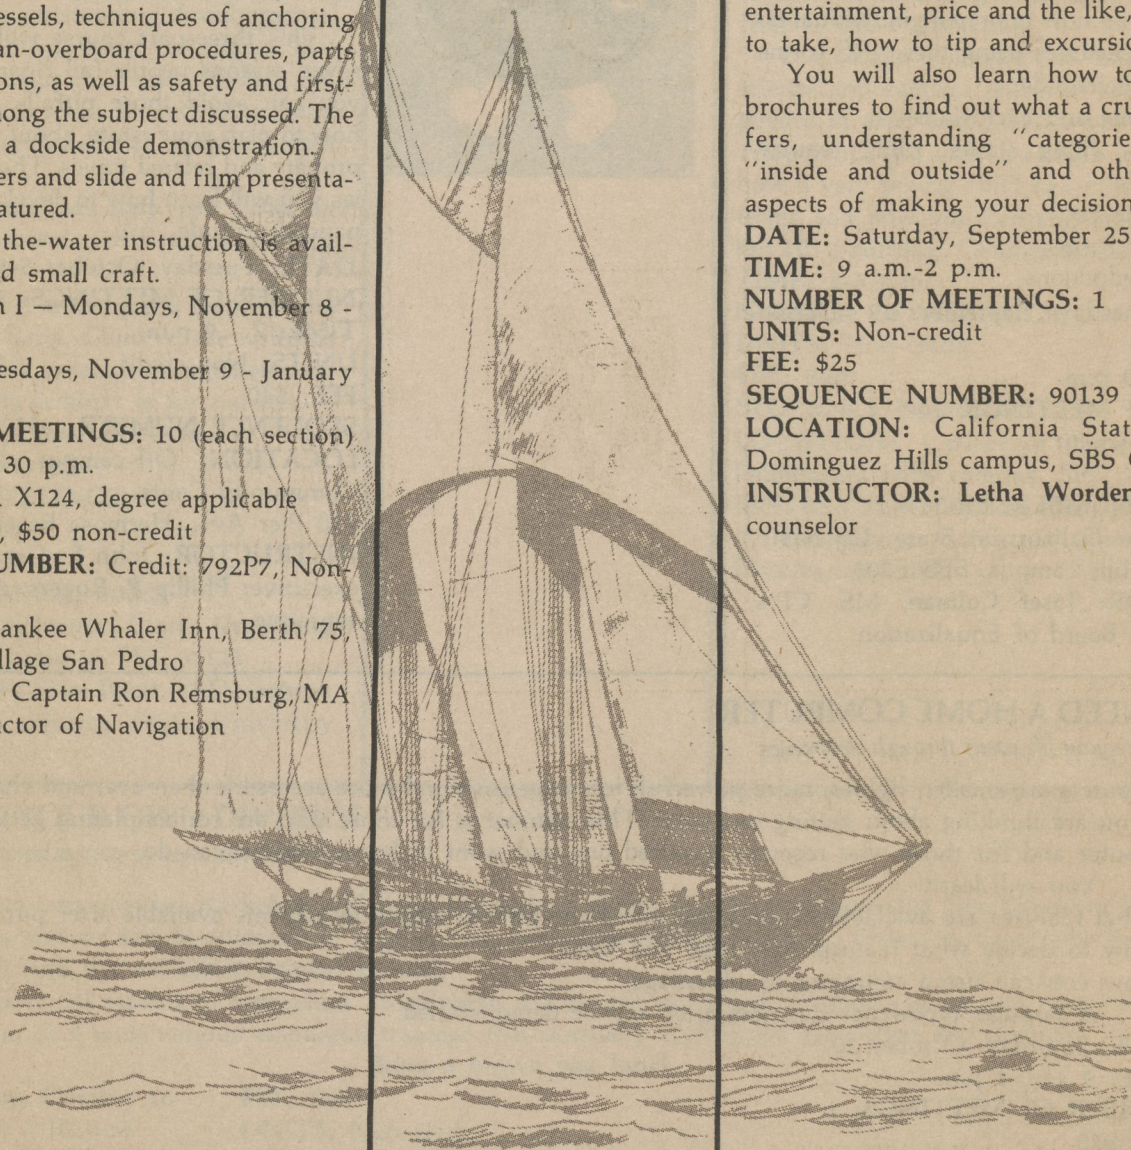 essels, techniques of anchoring
an-overboard procedures, parts
ons, as well as safety and first-
ong the subject discussed. The
a dockside demonstration.
ers and slide and film presenta-
atured.
the-water instruction is avail-
d small craft.
n I — Mondays, November 8 -
esdays, November 9 - January
MEETINGS: 10 (each section)
30 p.m.
X124, degree applicable
, $50 non-credit
UMBER: Credit: 792P7, Non-
ankee Whaler Inn, Berth 75,
llage San Pedro
Captain Ron Remsburg, MA
ctor of Navigation
entertainment, price and the like,
to take, how to tip and excursio
You will also learn how to
brochures to find out what a cru
fers, understanding "categorie
"inside and outside" and oth
aspects of making your decision
DATE: Saturday, September 25
TIME: 9 a.m.-2 p.m.
NUMBER OF MEETINGS: 1
UNITS: Non-credit
FEE: $25
SEQUENCE NUMBER: 90139
LOCATION: California Stat
Dominguez Hills campus, SBS
INSTRUCTOR: Letha Worden
counselor